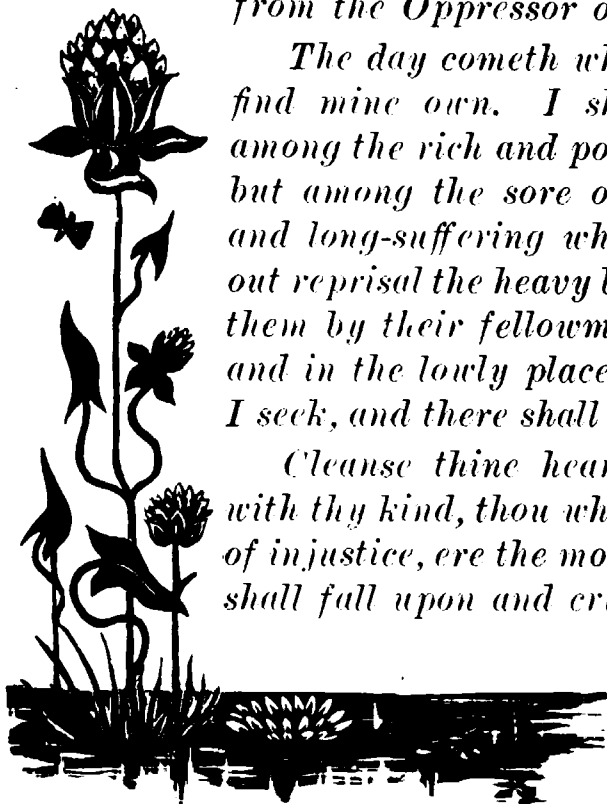 from the Oppressor o
The day cometh wh
find mine own. I sh
among the rich and po
but among the sore o
and long-suffering wh
out reprisal the heavy b
them by their fellowm
and in the lowly place
I seek, and there shall
Cleanse thine hear
with thy kind, thou wh
of injustice, ere the mo
shall fall upon and cr